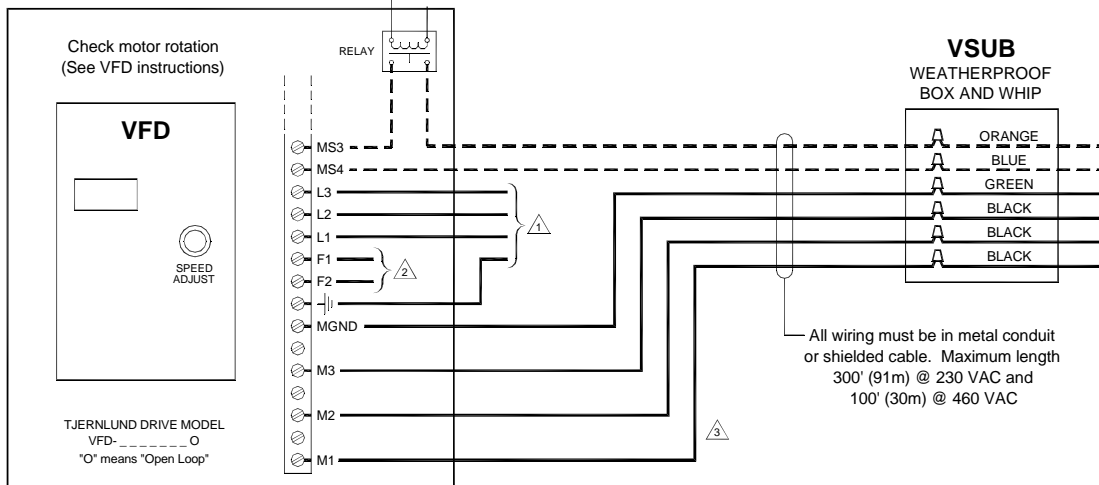 Check motor rotation
(See VFD instructions)
VFD
SPEED
ADJUST
TJERNLUND DRIVE MODEL
VFD- _ _ _ _ _ _ _ O
"O" means "Open Loop"
RELAY
MS3
MS4
L3
L2
L1
F1
F2
MGND
M3
M2
M1
1
2
3
VSUB
WEATHERPROOF
BOX AND WHIP
ORANGE
BLUE
GREEN
BLACK
BLACK
BLACK
All wiring must be in metal conduit
or shielded cable. Maximum length
300' (91m) @ 230 VAC and
100' (30m) @ 460 VAC